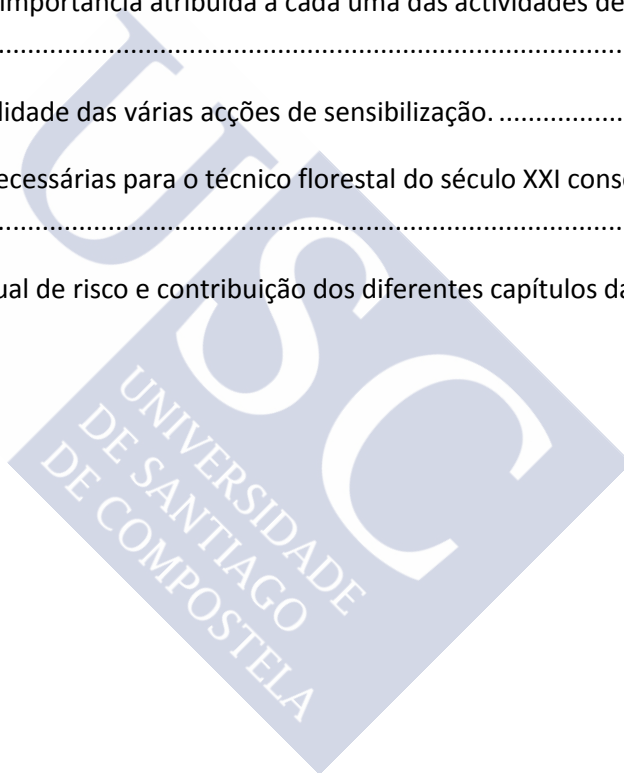 importância atribuída a cada uma das actividades de
....................................................................................................
lidade das várias acções de sensibilização. ......................
ecessárias para o técnico florestal do século XXI cons
....................................................................................................
ual de risco e contribuição dos diferentes capítulos da
USC
UNIVERSIDADE
DE SANTIAGO
DE COMPOSTELA